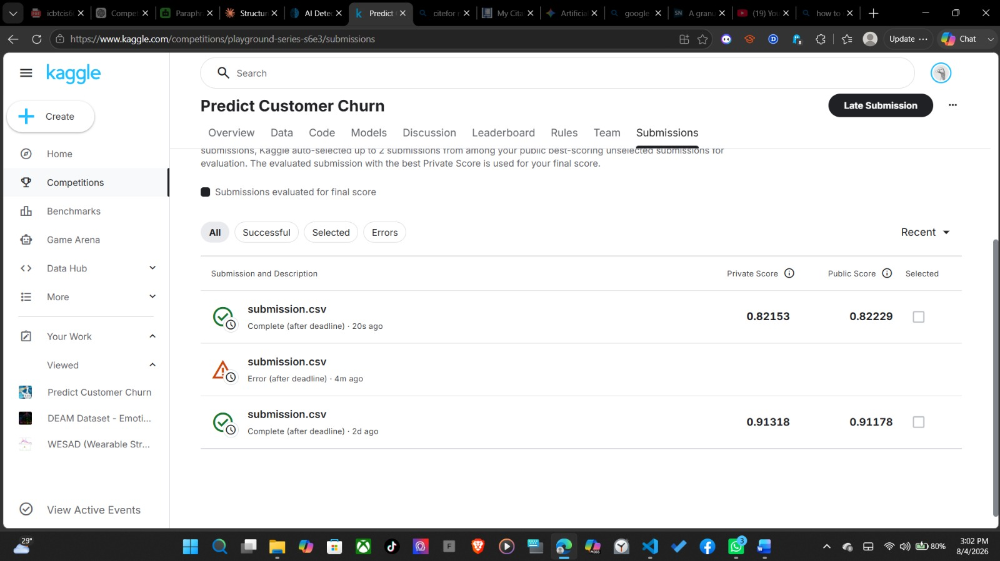 icbtcis6
Compet
Paraphr
Structur
AI Detec
Predict
citefor r
My Cita
Artificia
google
SN A granu
(19) You
how to
https://www.kaggle.com/competitions/playground-series-s6e3/submissions
Update
Chat
kaggle
Search
Create
Predict Customer Churn
Late Submission
Overview Data Code Models Discussion Leaderboard Rules Team Submissions
Home
Competitions
Benchmarks
Game Arena
Data Hub
More
Your Work
Viewed
Predict Customer Churn
DEAM Dataset - Emoti...
WESAD (Wearable Str...
View Active Events
submissions, Kaggle auto-selected up to 2 submissions from among your public best-scoring unselected submissions for
evaluation. The evaluated submission with the best Private Score is used for your final score.
Submissions evaluated for final score
All Successful Selected Errors
Recent
Submission and Description Private Score Public Score Selected
submission.csv
Complete (after deadline) · 20s ago
0.82153 0.82229
submission.csv
Error (after deadline) · 4m ago
submission.csv
Complete (after deadline) · 2d ago
0.91318 0.91178
29°
3
80%
3:02 PM
8/4/2026